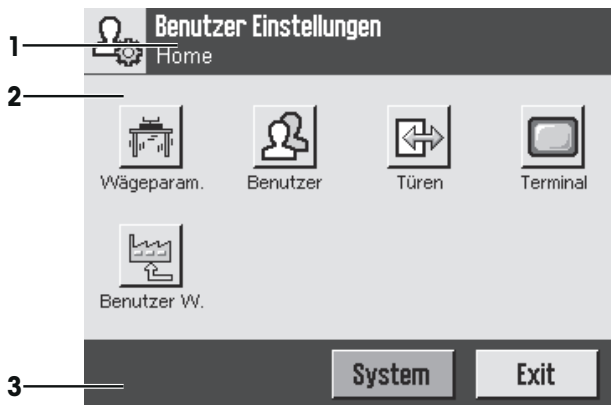 Benutzer Einstellungen
1
Home
2
Wägeparam.
Benutzer
Türen
Terminal
Benutzer W.
3
System
Exit